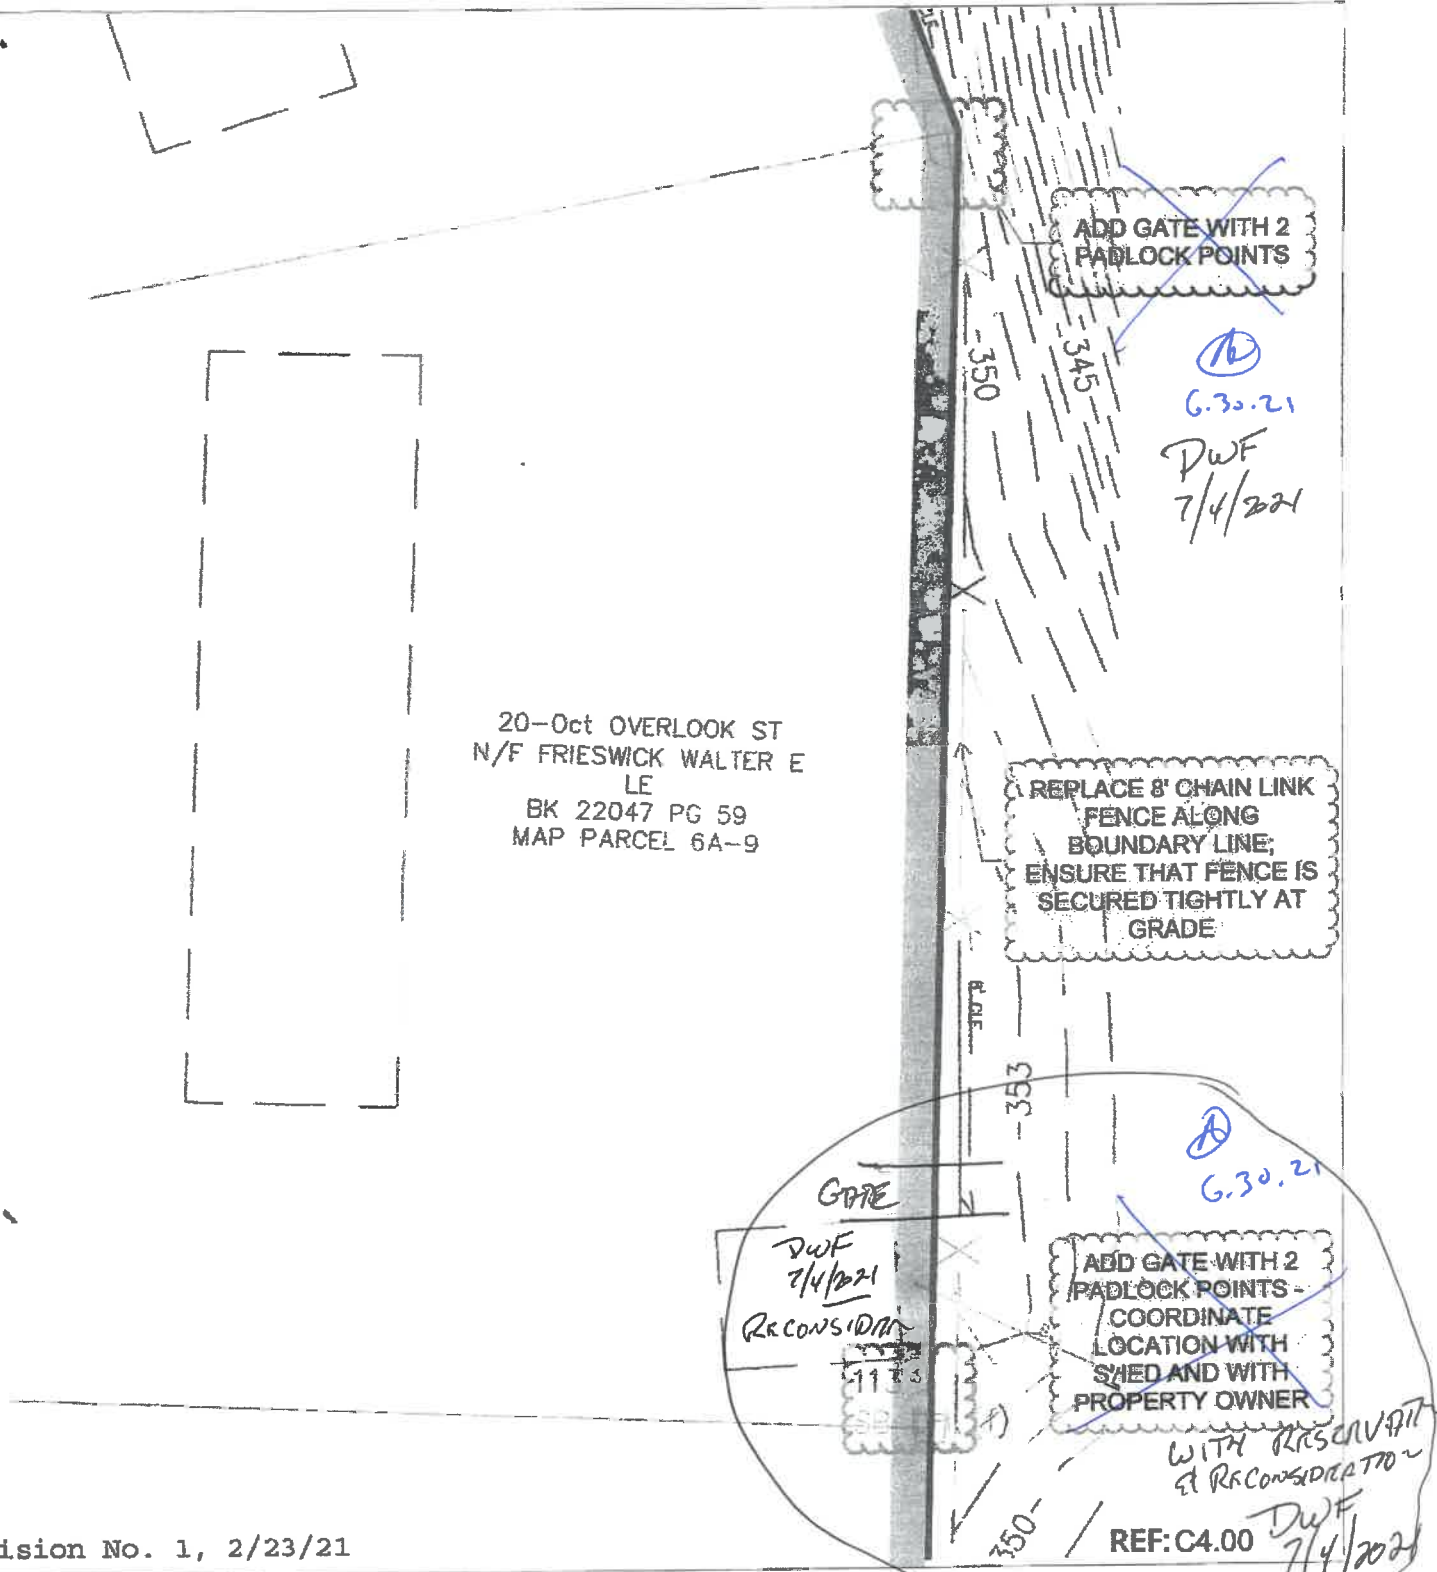 ADD GATE WITH 2
PADLOCK POINTS
-350
-345
6.30.21
DWF
7/4/2021
20-Oct OVERLOOK ST
N/F FRIESWICK WALTER E
LE
BK 22047 PG 59
MAP PARCEL 6A-9
REPLACE 8' CHAIN LINK
FENCE ALONG
BOUNDARY LINE;
ENSURE THAT FENCE IS
SECURED TIGHTLY AT
GRADE
8' CLF
-353
6.30.21
GATE
DWF
7/4/2021
RECONSIDER
ADD GATE WITH 2
PADLOCK POINTS -
COORDINATE
LOCATION WITH
SHED AND WITH
PROPERTY OWNER
WITH
& RECONSIDERATION
DWF
7/4/2021
350-
REF: C4.00
ision No. 1, 2/23/21